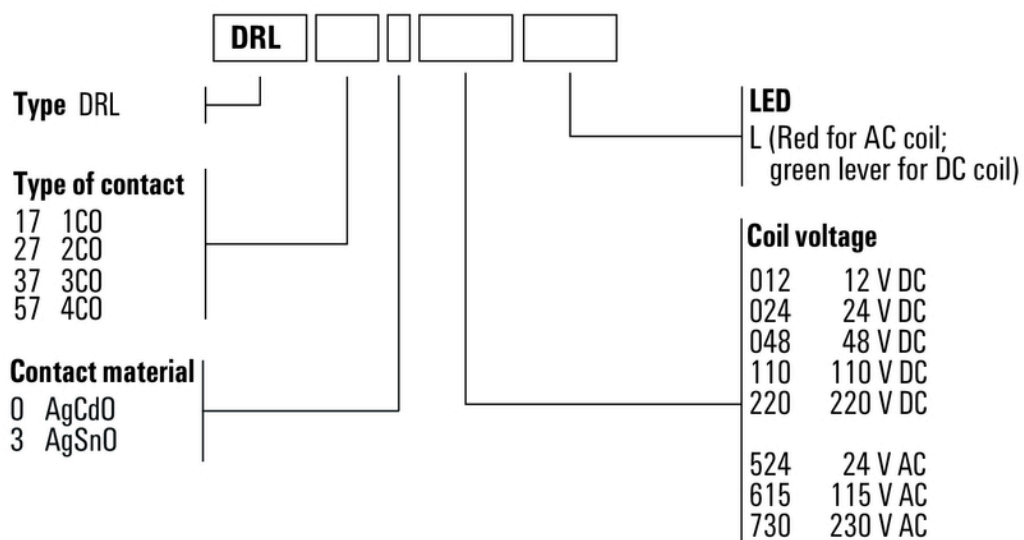 DRL
Type DRL
Type of contact
17 1CO
27 2CO
37 3CO
57 4CO
Contact material
0 AgCdO
3 AgSnO
LED
L (Red for AC coil;
green lever for DC coil)
Coil voltage
012 12 V DC
024 24 V DC
048 48 V DC
110 110 V DC
220 220 V DC
524 24 V AC
615 115 V AC
730 230 V AC